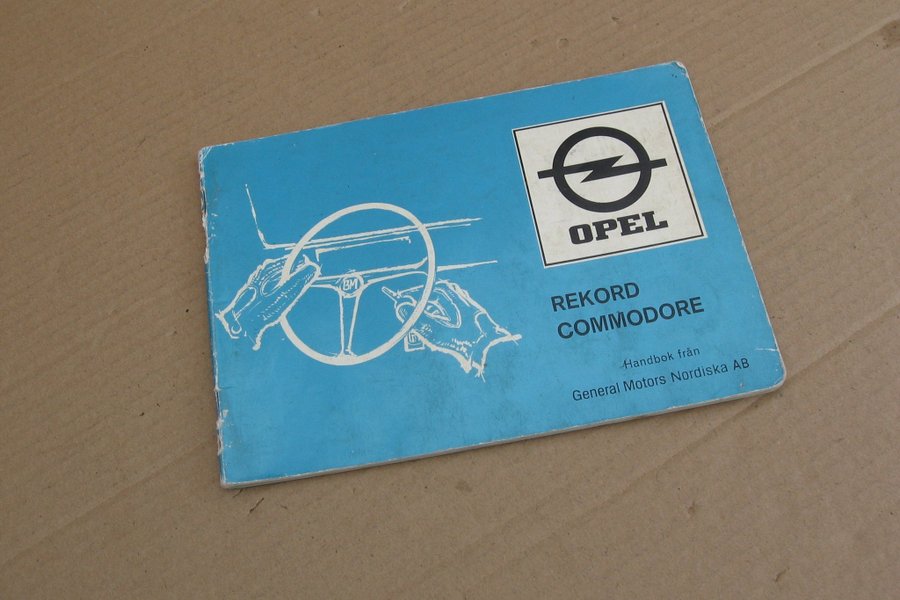 OPEL
REKORD
COMMODORE
Handbok från
General Motors Nordiska AB